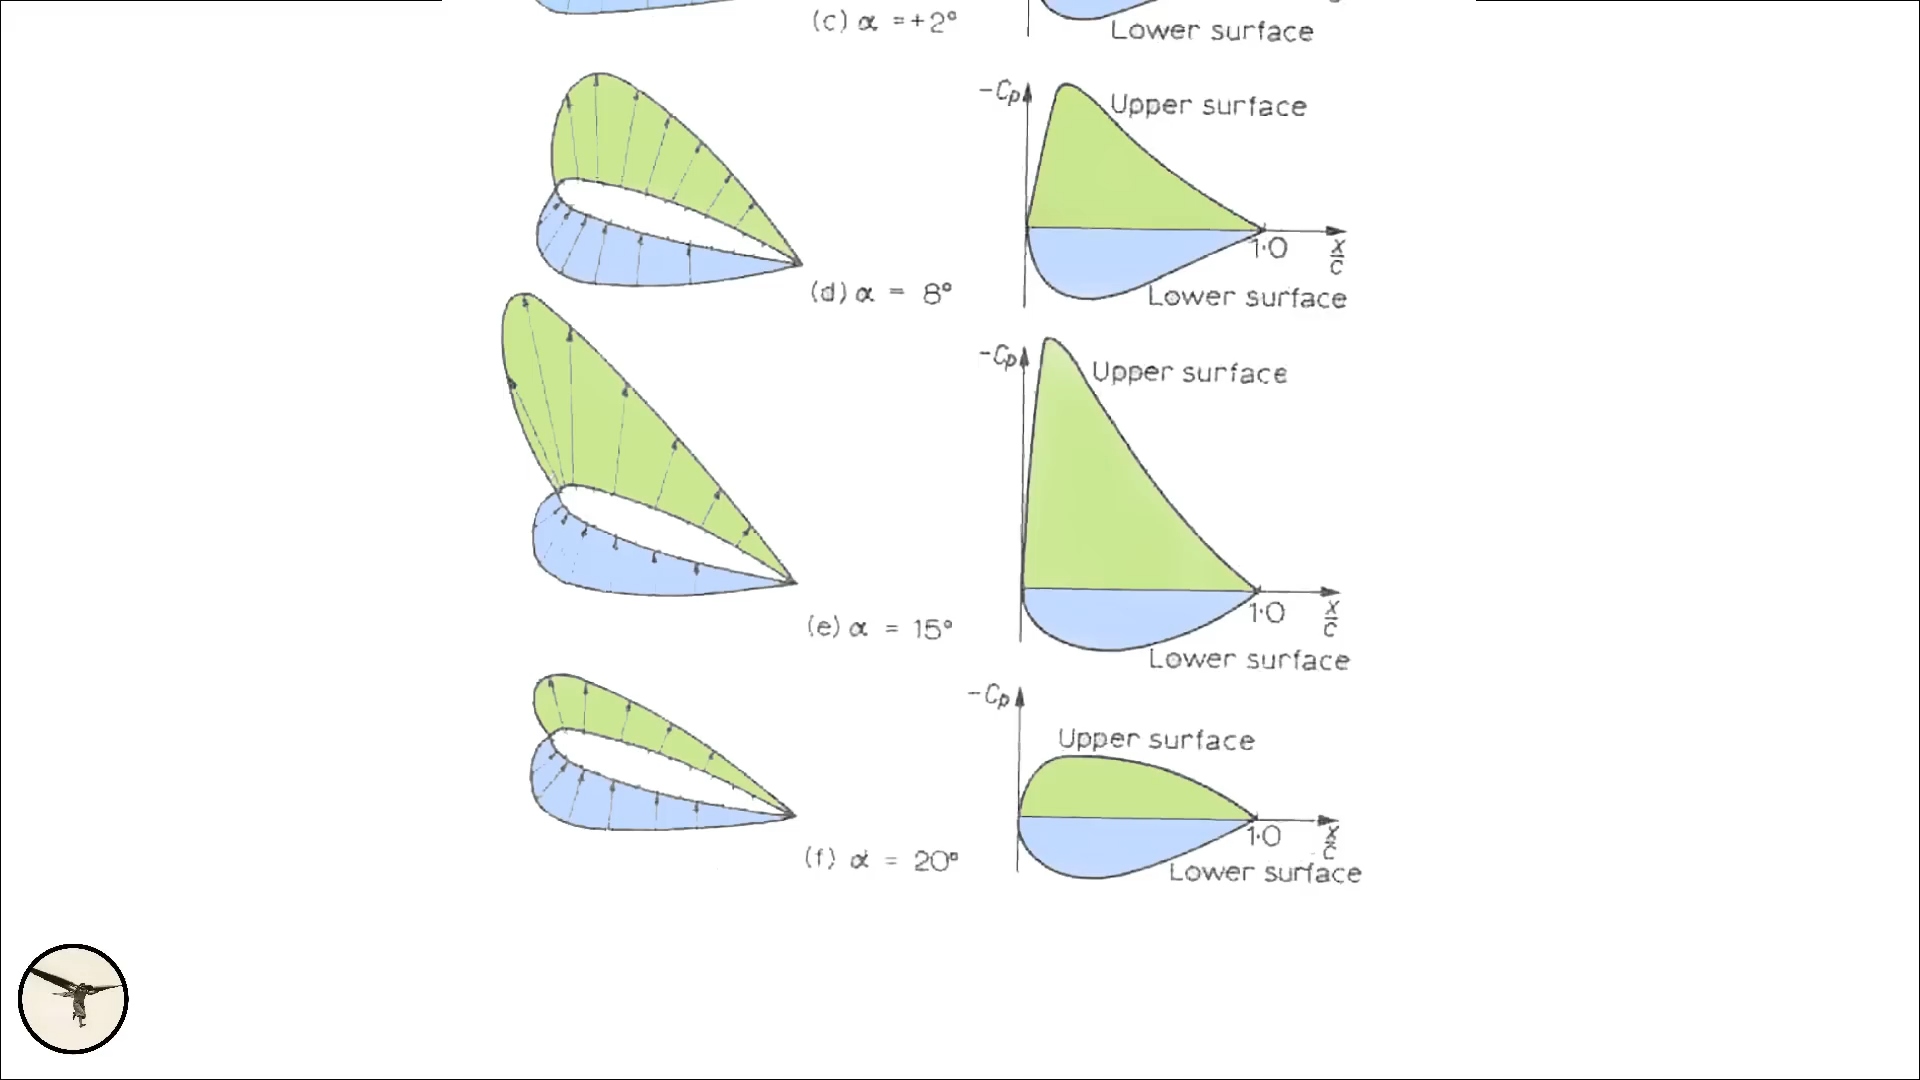 (c) α = +2°
Lower surface
-Cp
Upper surface
1·0
x/c
(d) α = 8°
Lower surface
-Cp
Upper surface
1·0
x/c
(e) α = 15°
Lower surface
-Cp
Upper surface
1·0
x/c
(f) α = 20°
Lower surface